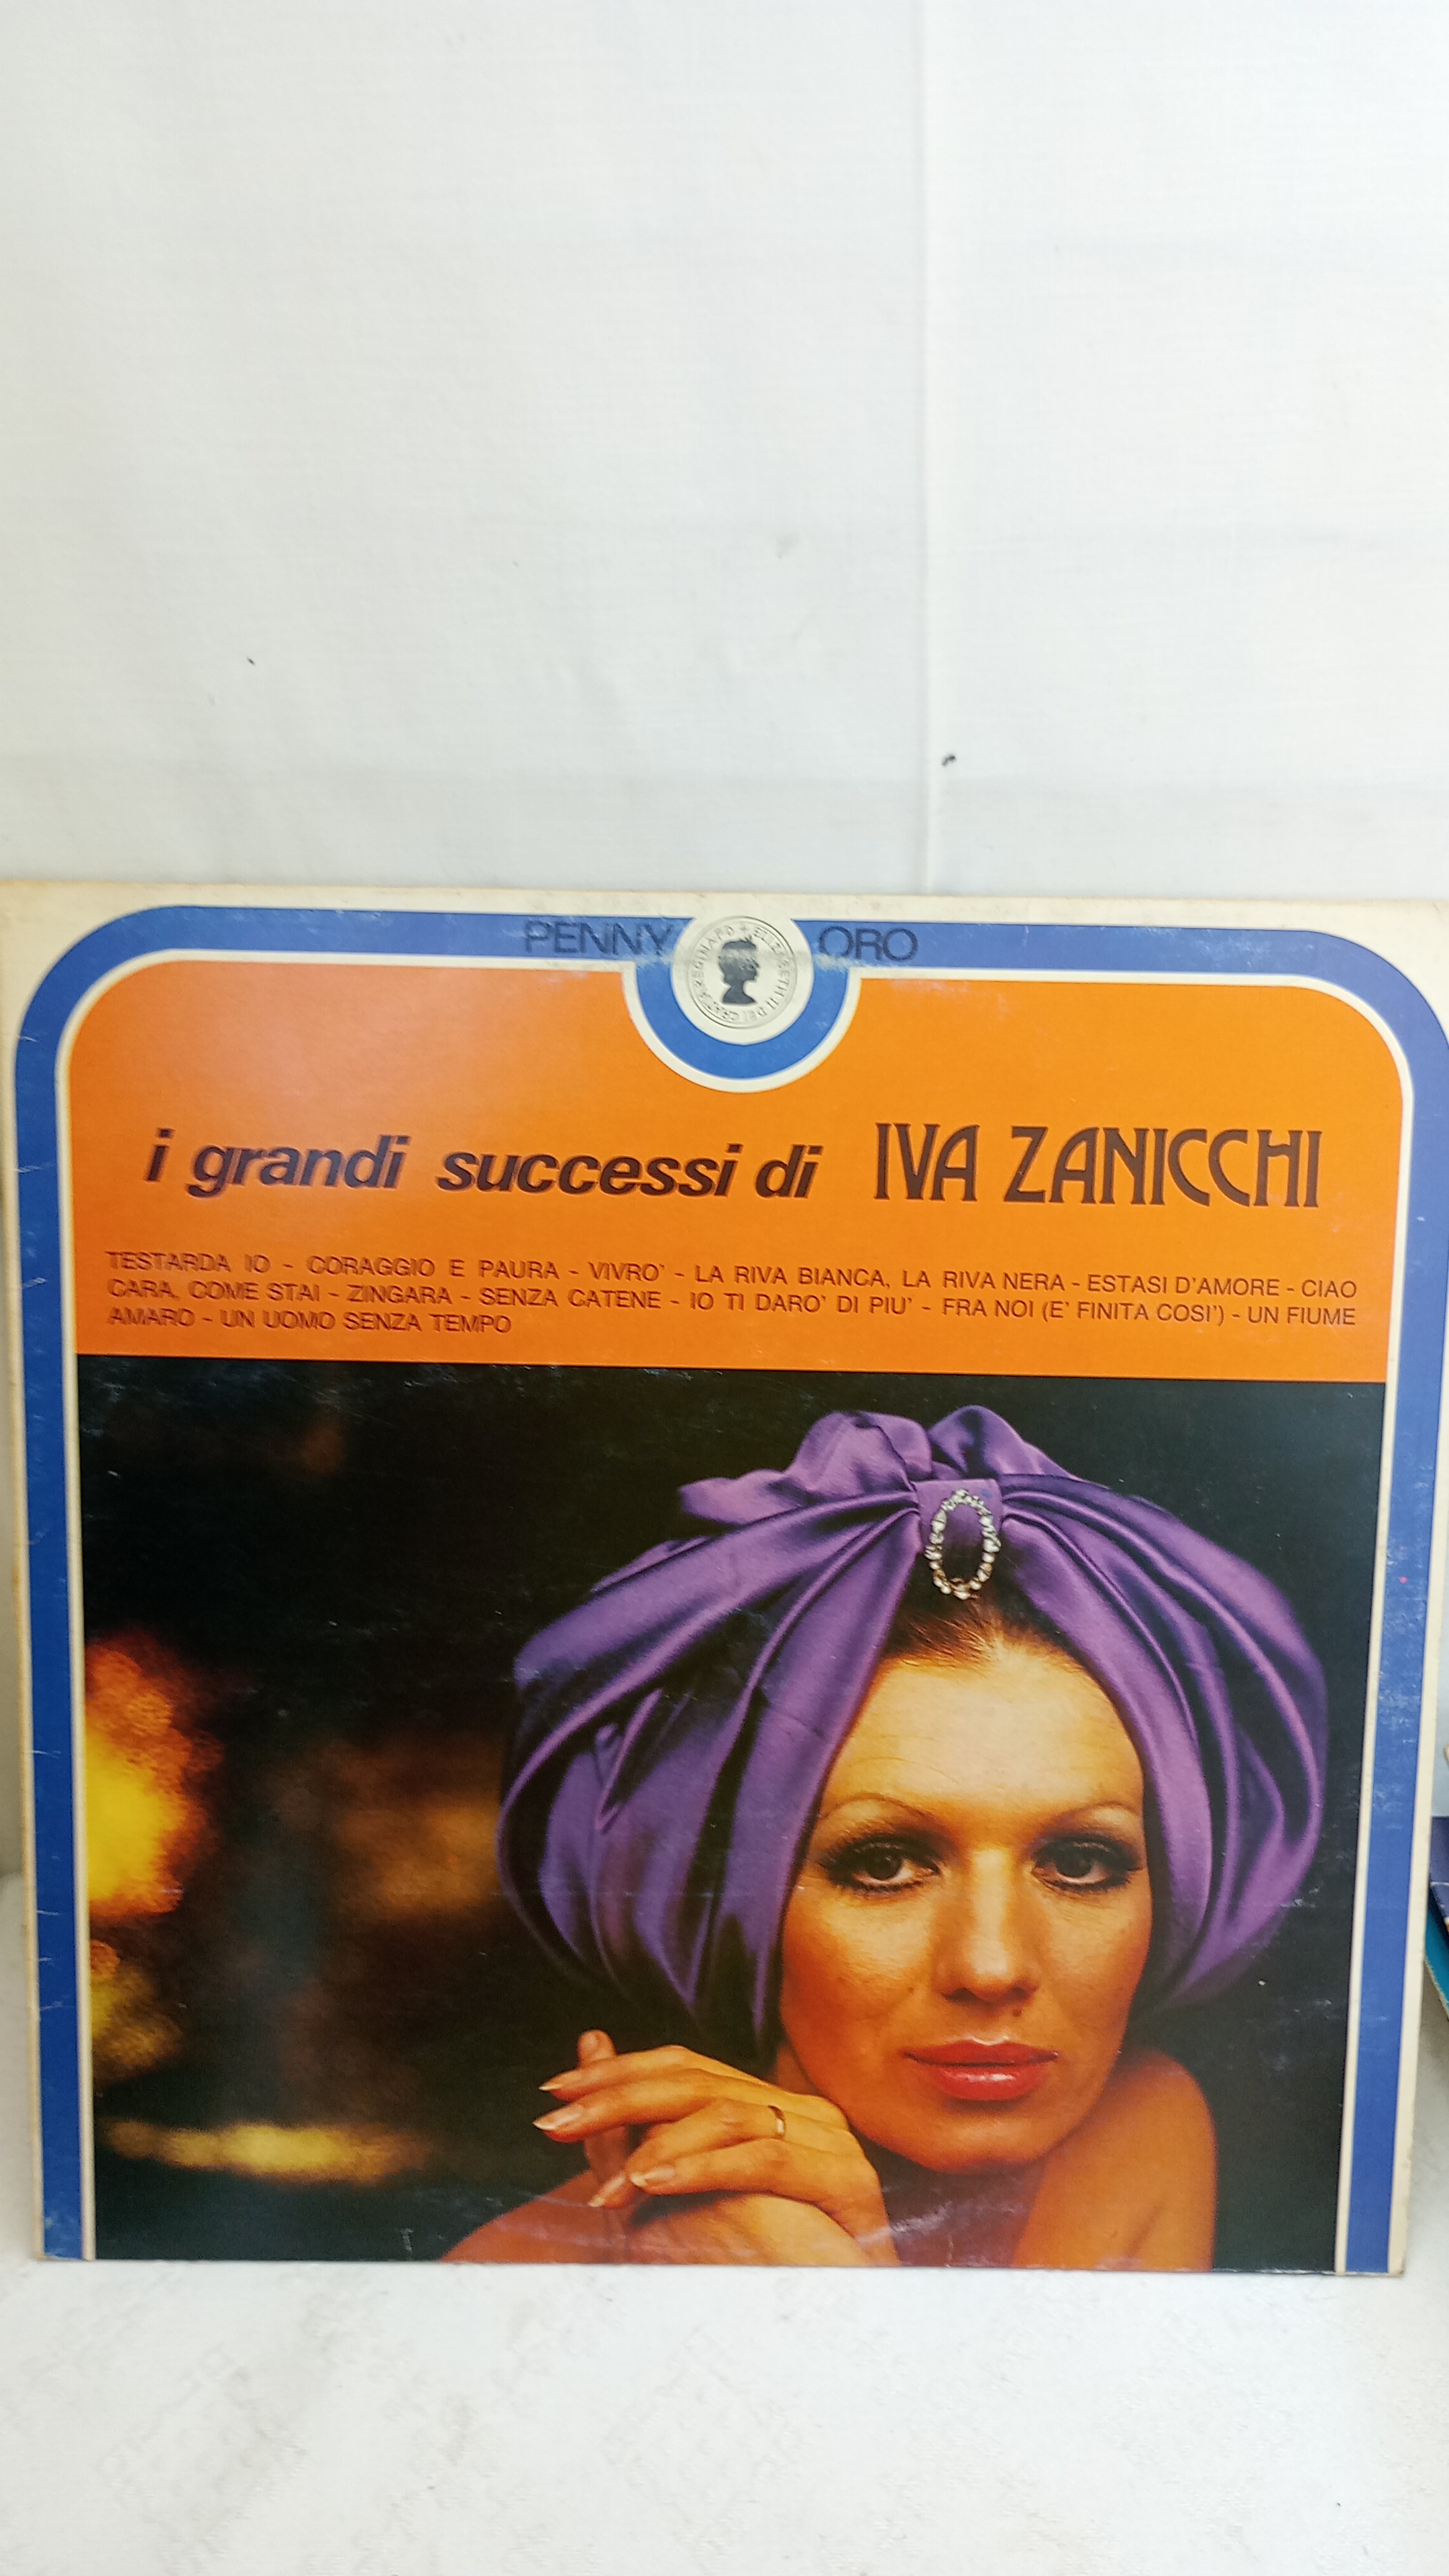 PENNY ORO
i grandi successi di IVA ZANICCHI
TESTARDA IO - CORAGGIO E PAURA - VIVRO' - LA RIVA BIANCA, LA RIVA NERA - ESTASI D'AMORE - CIAO
CARA, COME STAI - ZINGARA - SENZA CATENE - IO TI DARO' DI PIU' - FRA NOI (E' FINITA COSI') - UN FIUME
AMARO - UN UOMO SENZA TEMPO